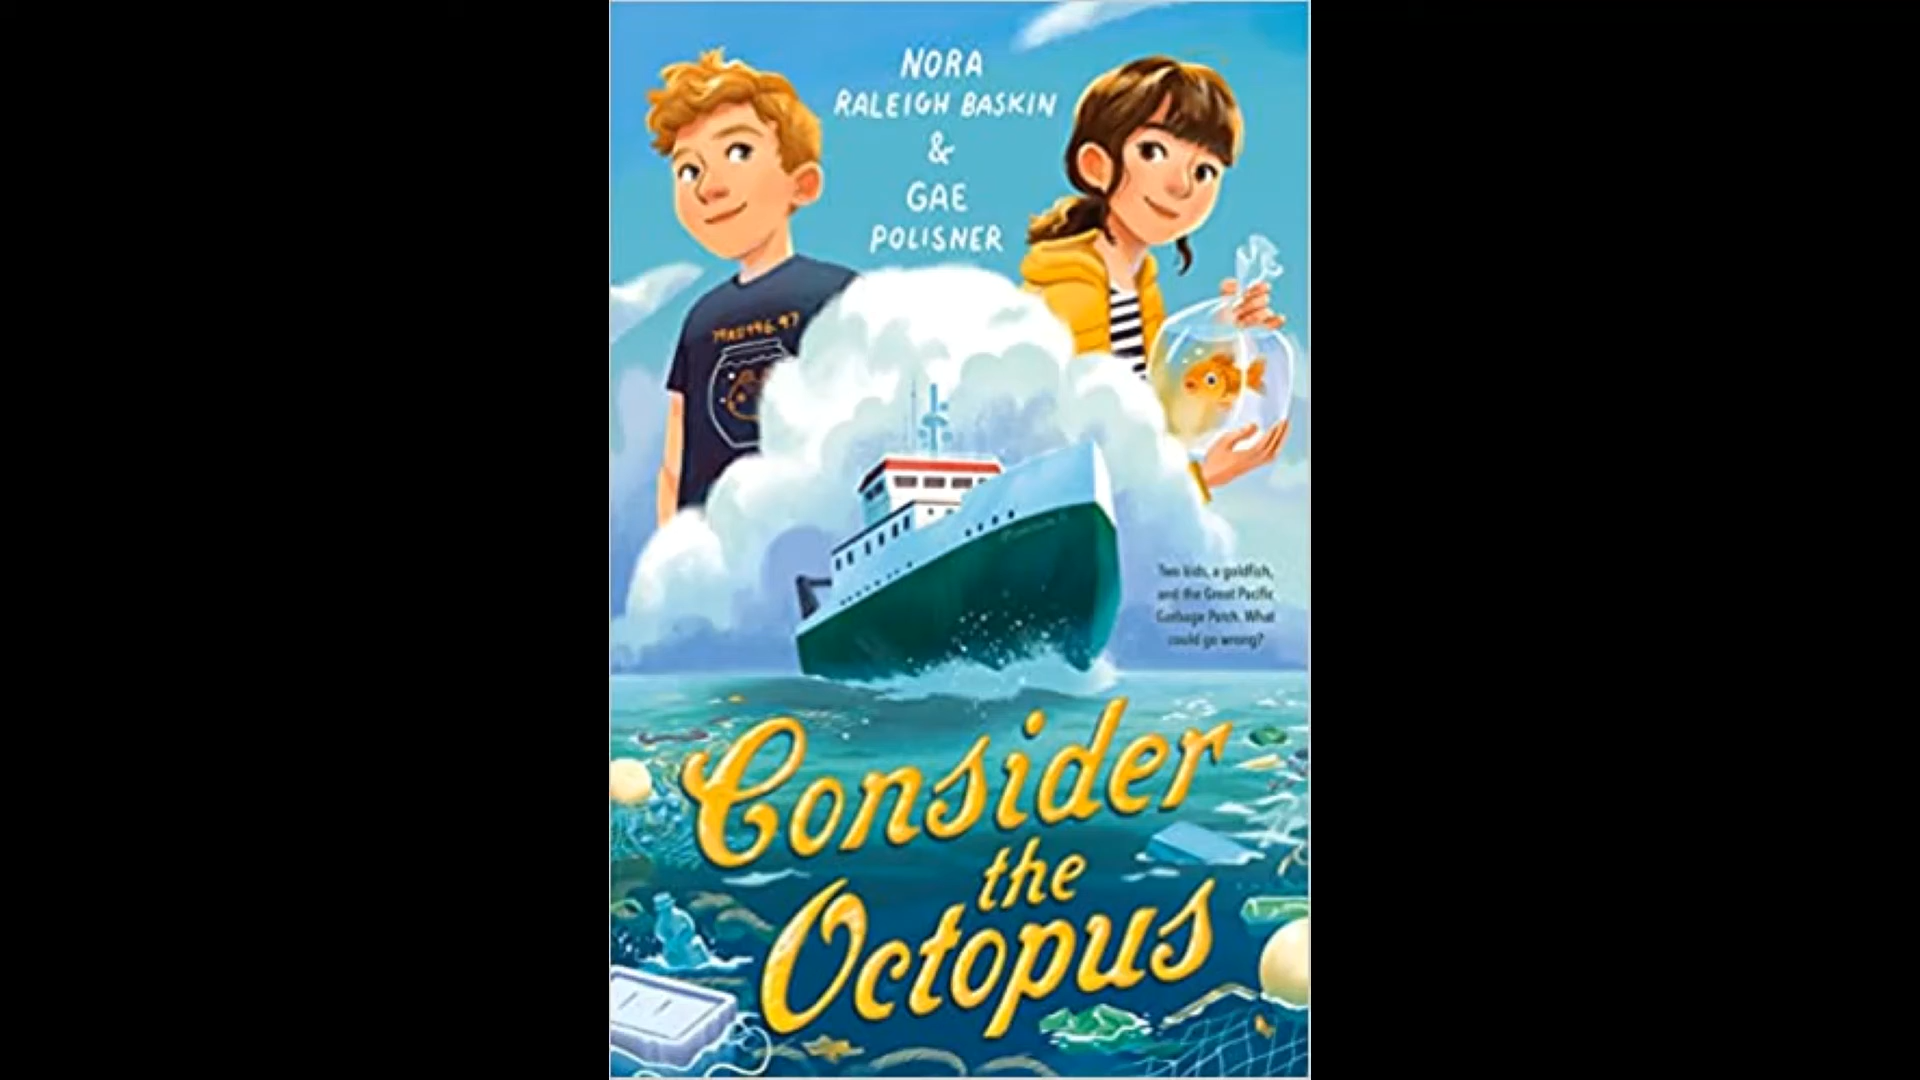 NORA
RALEIGH BASKIN
&
GAE
POLISNER
Two kids, a goldfish,
and the Great Pacific
Garbage Patch. What
could go wrong?
Consider
the
Octopus